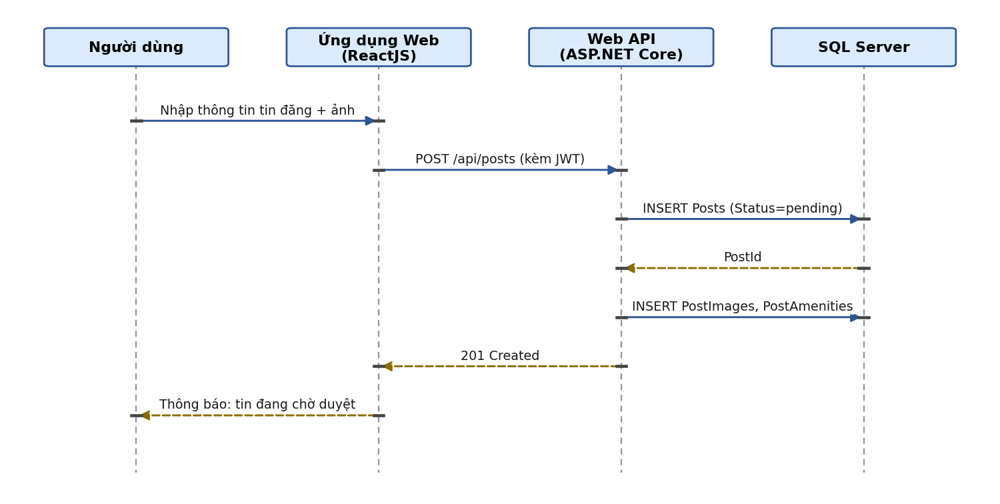 Người dùng
Ứng dụng Web
(ReactJS)
Web API
(ASP.NET Core)
SQL Server
Nhập thông tin tin đăng + ảnh
POST /api/posts (kèm JWT)
INSERT Posts (Status=pending)
PostId
INSERT PostImages, PostAmenities
201 Created
Thông báo: tin đang chờ duyệt